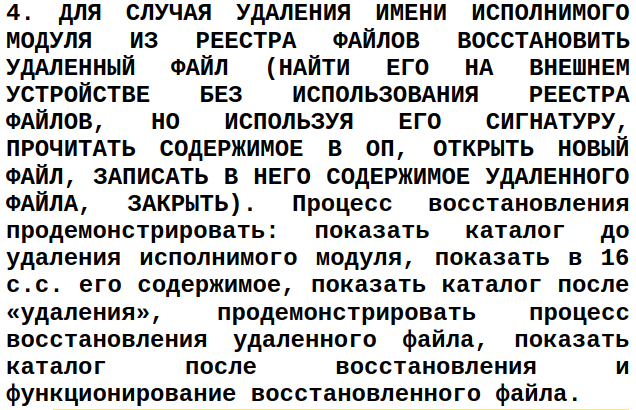 4. ДЛЯ СЛУЧАЯ УДАЛЕНИЯ ИМЕНИ ИСПОЛНИМОГО
МОДУЛЯ ИЗ РЕЕСТРА ФАЙЛОВ ВОССТАНОВИТЬ
УДАЛЕННЫЙ ФАЙЛ (НАЙТИ ЕГО НА ВНЕШНЕМ
УСТРОЙСТВЕ БЕЗ ИСПОЛЬЗОВАНИЯ РЕЕСТРА
ФАЙЛОВ, НО ИСПОЛЬЗУЯ ЕГО СИГНАТУРУ,
ПРОЧИТАТЬ СОДЕРЖИМОЕ В ОП, ОТКРЫТЬ НОВЫЙ
ФАЙЛ, ЗАПИСАТЬ В НЕГО СОДЕРЖИМОЕ УДАЛЕННОГО
ФАЙЛА, ЗАКРЫТЬ). Процесс восстановления
продемонстрировать: показать каталог до
удаления исполнимого модуля, показать в 16
с.с. его содержимое, показать каталог после
«удаления», продемонстрировать процесс
восстановления удаленного файла, показать
каталог после восстановления и
функционирование восстановленного файла.